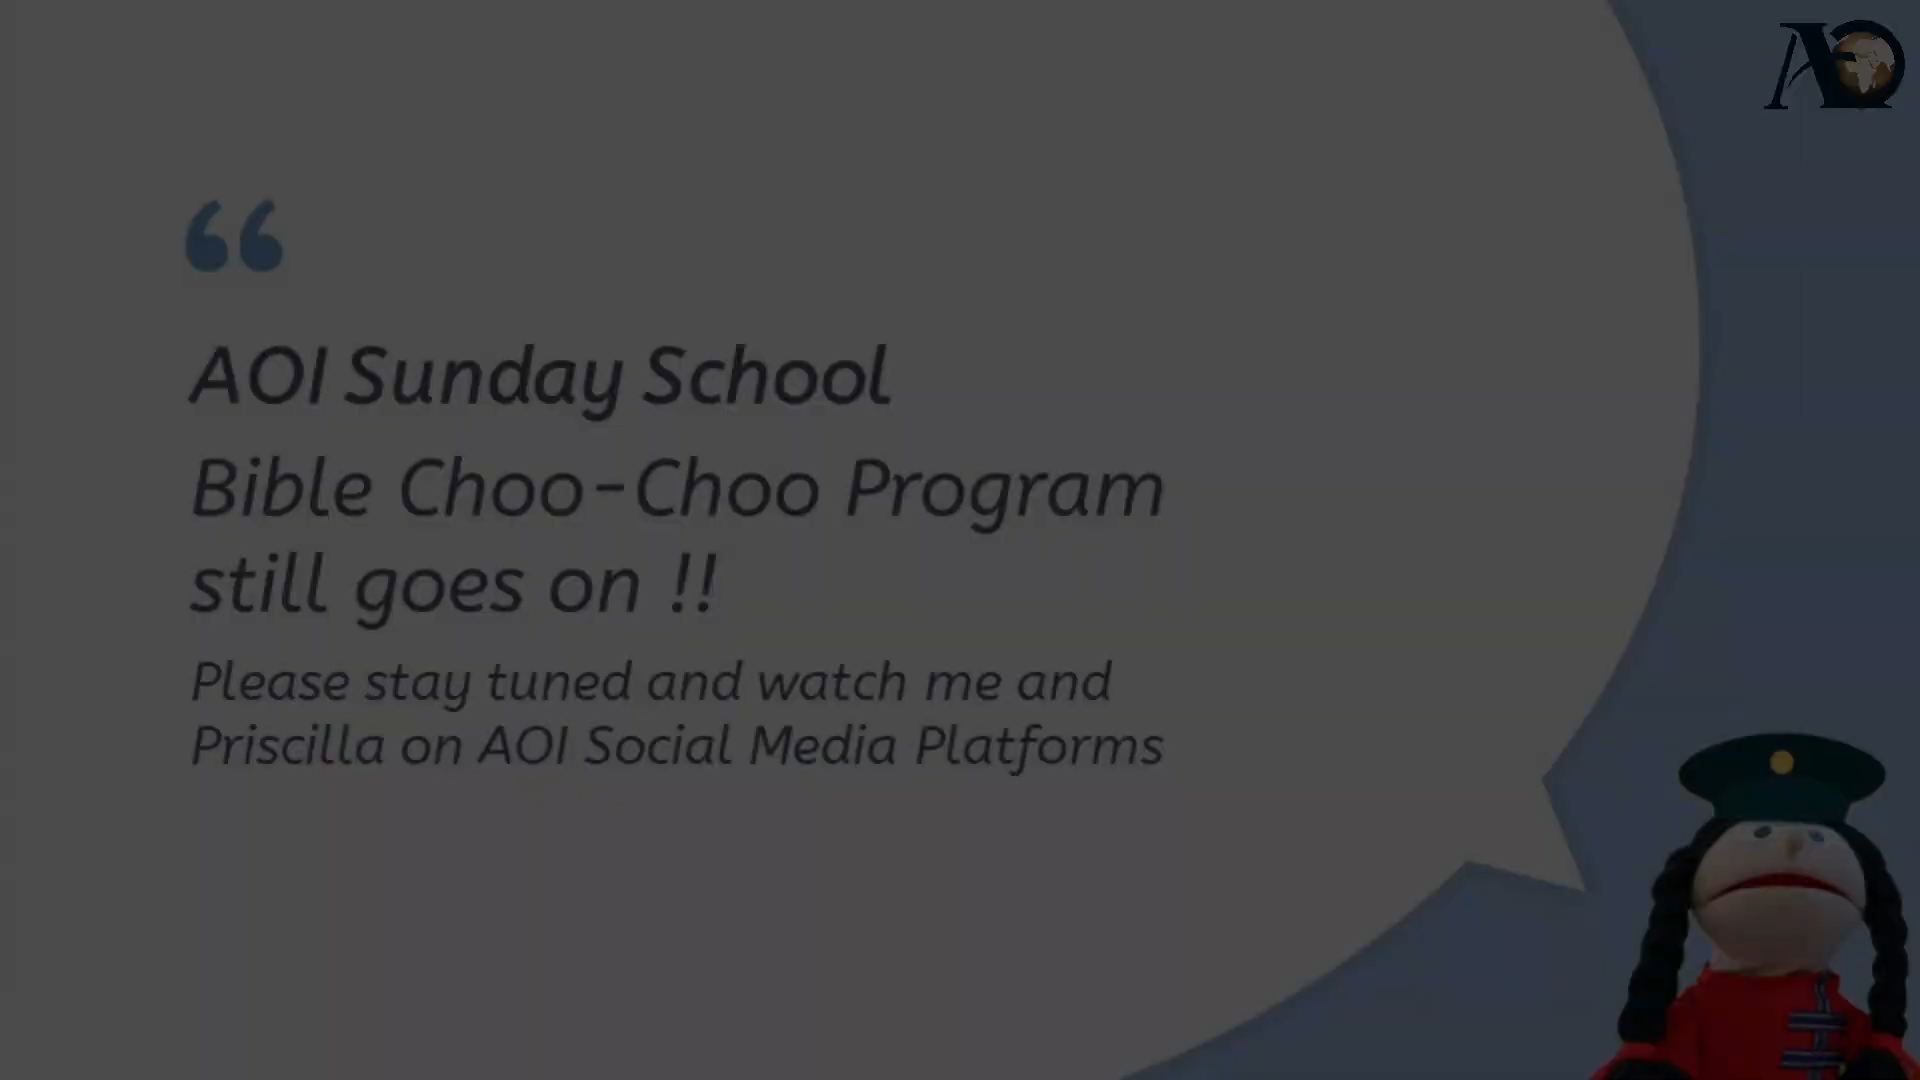 AO
“
AOI Sunday School
Bible Choo-Choo Program
still goes on !!
Please stay tuned and watch me and
Priscilla on AOI Social Media Platforms